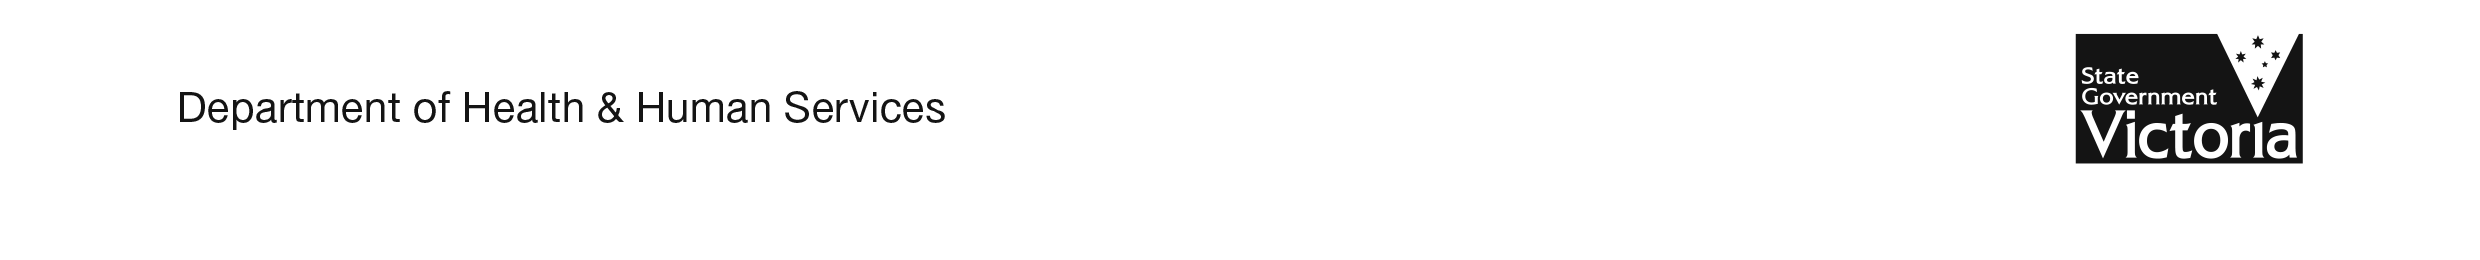 Department of Health & Human Services
State
Government
Victoria